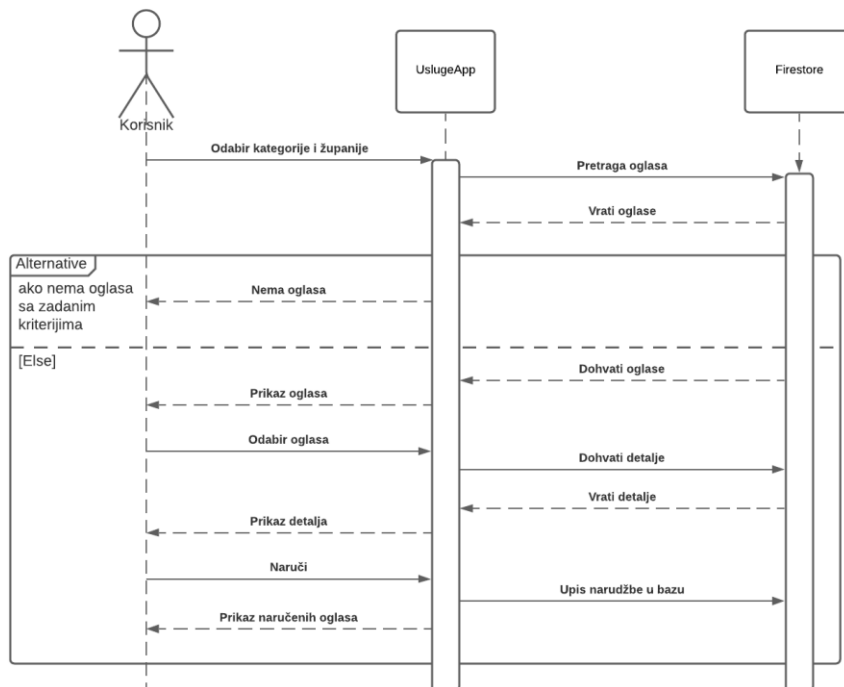 UslugeApp
Firestore
Korisnik
Odabir kategorije i županije
Pretraga oglasa
Vrati oglase
Alternative
ako nema oglasa
sa zadanim
kriterijima
Nema oglasa
[Else]
Dohvati oglase
Prikaz oglasa
Odabir oglasa
Dohvati detalje
Vrati detalje
Prikaz detalja
Naruči
Upis narudžbe u bazu
Prikaz naručenih oglasa